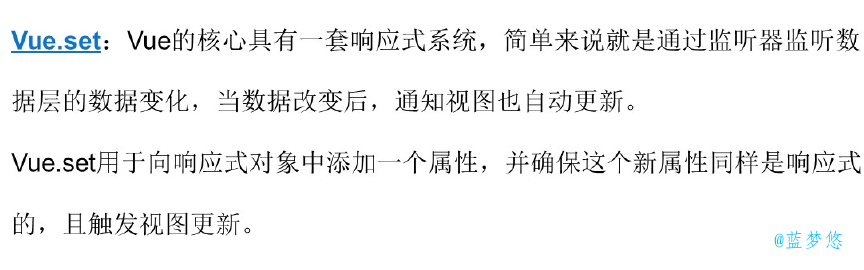 Vue.set：Vue的核心具有一套响应式系统，简单来说就是通过监听器监听数
据层的数据变化，当数据改变后，通知视图也自动更新。
Vue.set用于向响应式对象中添加一个属性，并确保这个新属性同样是响应式
的，且触发视图更新。
@蓝梦悠